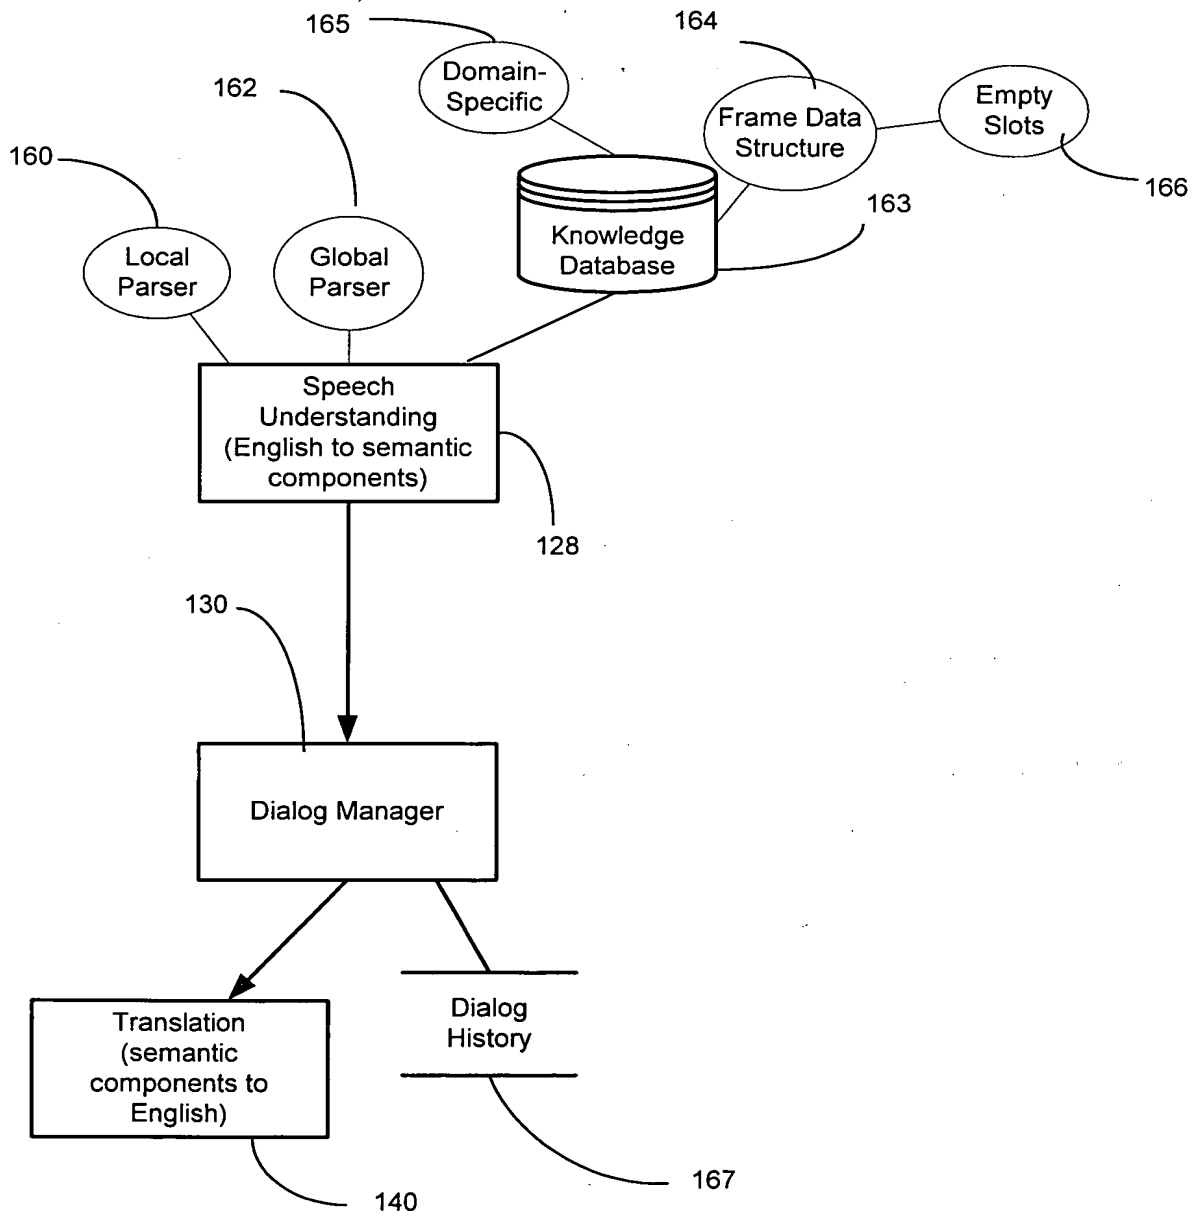 165
164
162
Domain-
Specific
Empty
Slots
Frame Data
Structure
160
166
163
Local
Parser
Global
Parser
Knowledge
Database
Speech
Understanding
(English to semantic
components)
128
130
Dialog Manager
Translation
(semantic
components to
English)
Dialog
History
167
140